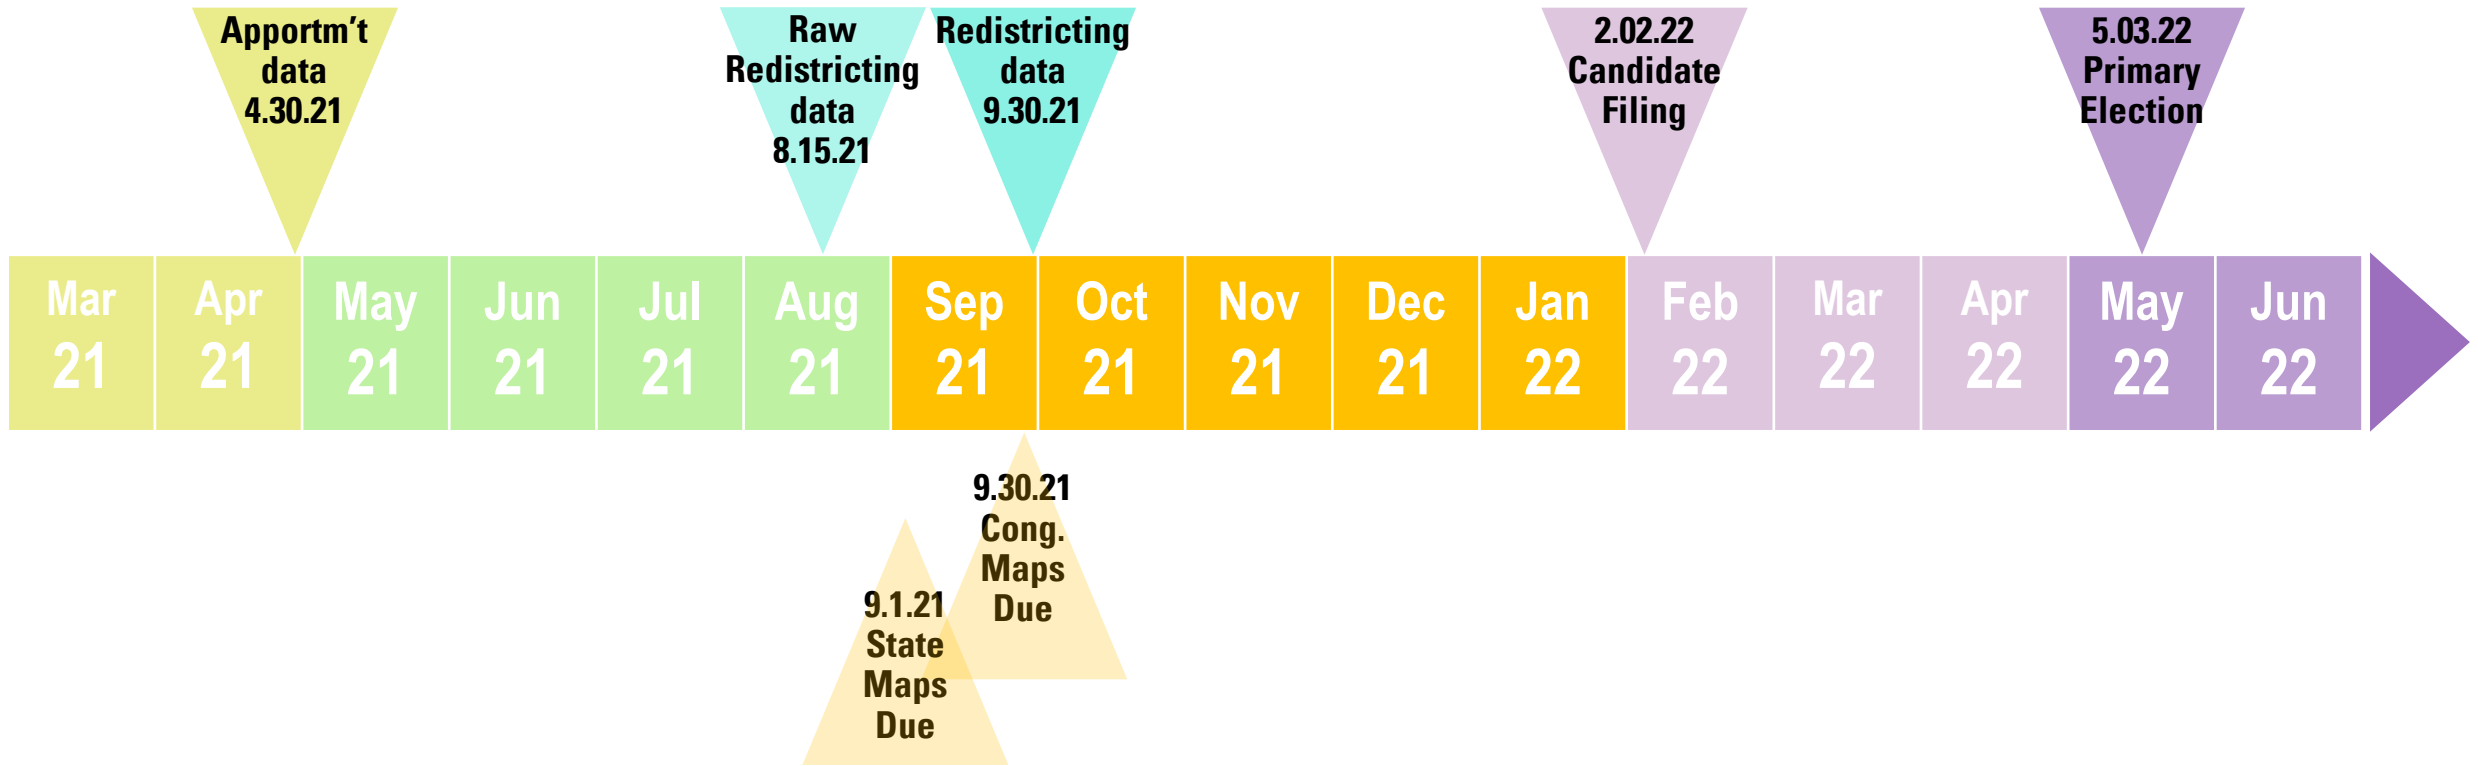 Apportm't
data
4.30.21
Raw
Redistricting
data
8.15.21
Redistricting
data
9.30.21
2.02.22
Candidate
Filing
5.03.22
Primary
Election
Mar
21
Apr
21
May
21
Jun
21
Jul
21
Aug
21
Sep
21
Oct
21
Nov
21
Dec
21
Jan
22
Feb
22
Mar
22
Apr
22
May
22
Jun
22
9.30.21
Cong.
Maps
Due
9.1.21
State
Maps
Due